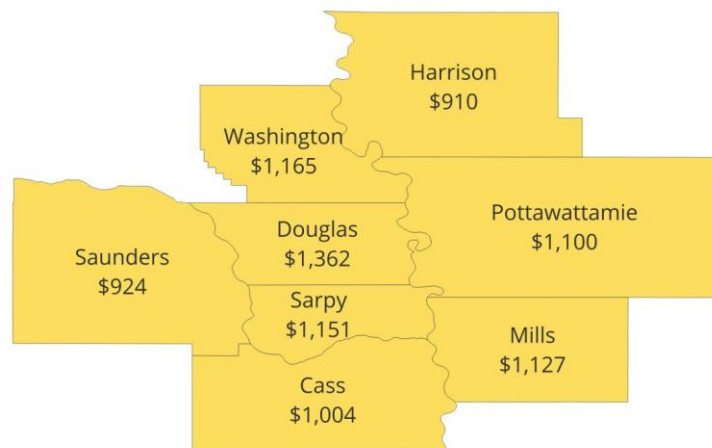 Harrison
$910
Washington
$1,165
Pottawattamie
$1,100
Douglas
$1,362
Saunders
$924
Sarpy
$1,151
Mills
$1,127
Cass
$1,004